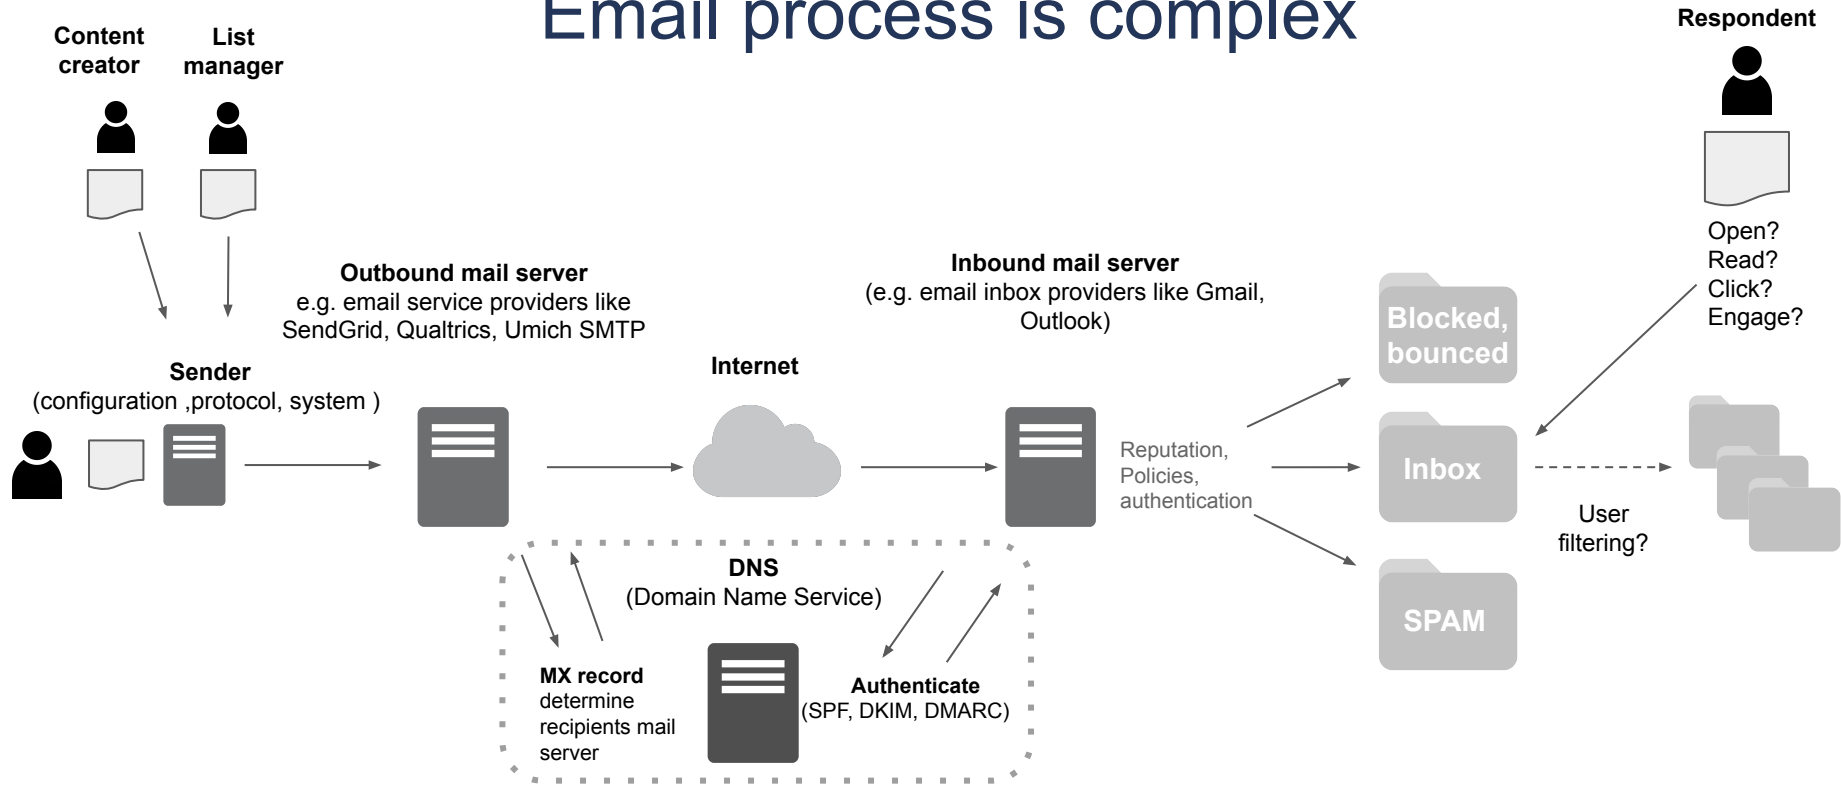 Email process is complex
Content
creator
List
manager
Respondent
Open?
Read?
Click?
Engage?
Outbound mail server
e.g. email service providers like
SendGrid, Qualtrics, Umich SMTP
Inbound mail server
(e.g. email inbox providers like Gmail,
Outlook)
Sender
(configuration ,protocol, system )
Internet
Reputation,
Policies,
authentication
Blocked,
bounced
Inbox
SPAM
User
filtering?
DNS
(Domain Name Service)
MX record
determine
recipients mail
server
Authenticate
(SPF, DKIM, DMARC)